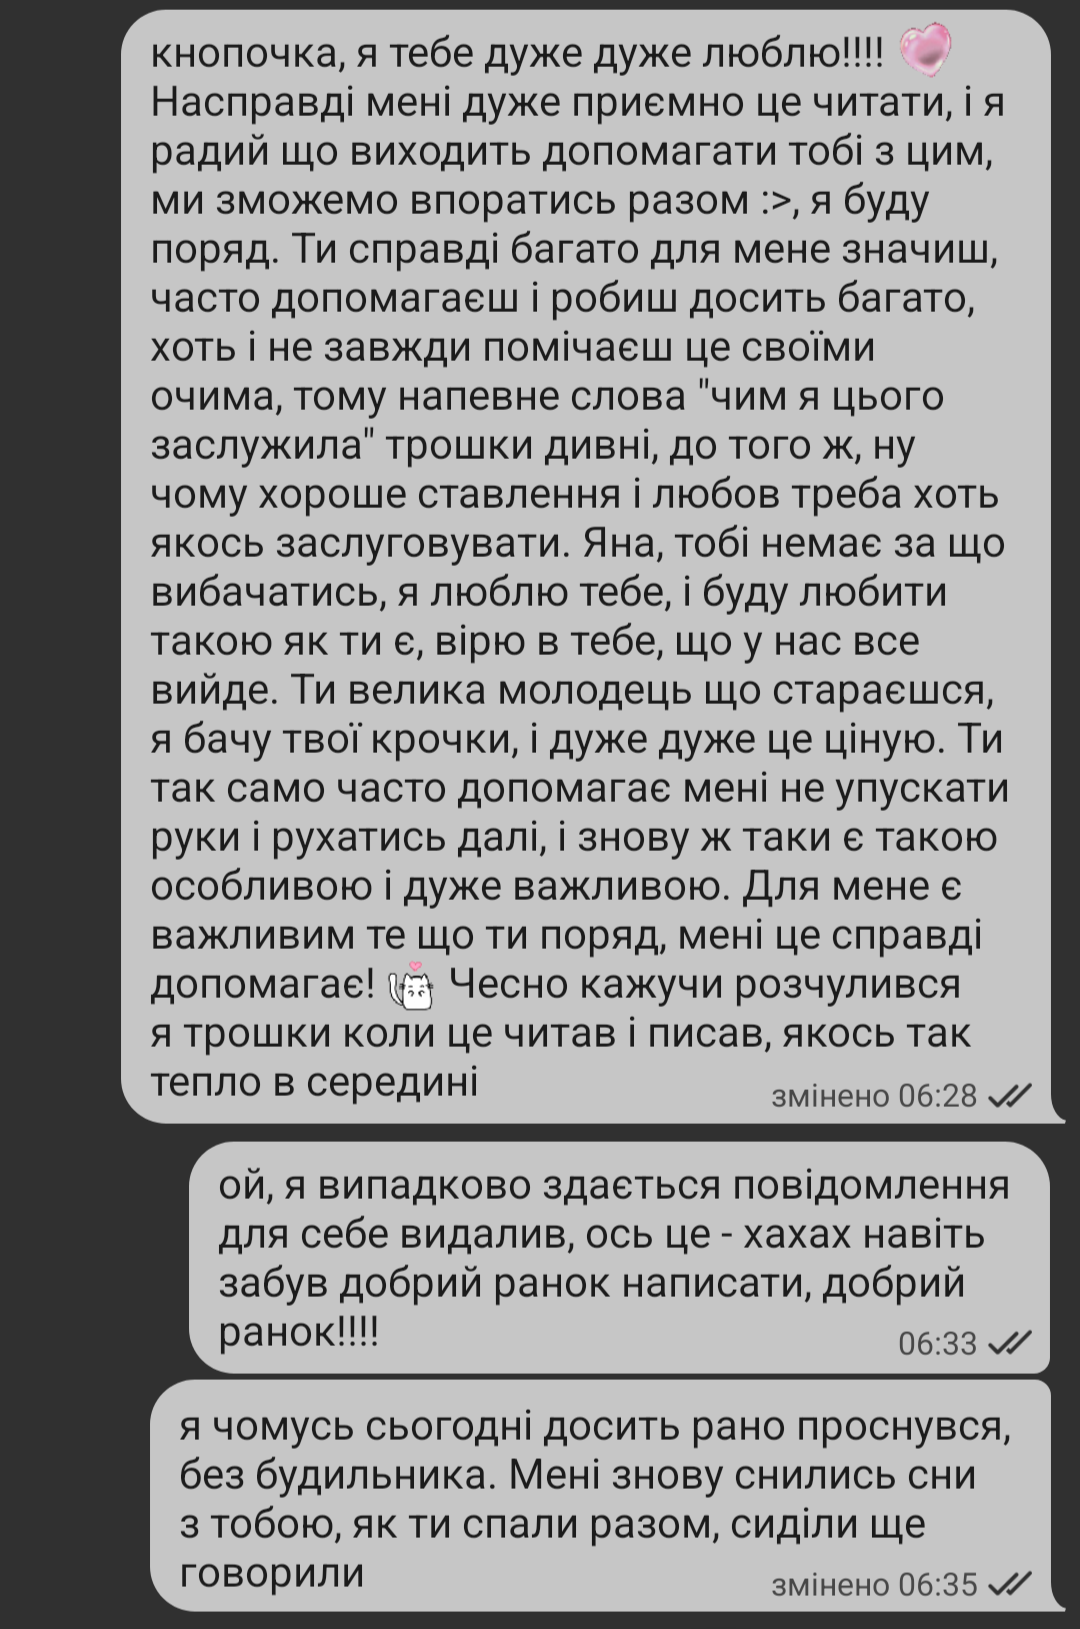 кнопочка, я тебе дуже дуже люблю!!!!
Насправді мені дуже приємно це читати, і я
радий що виходить допомагати тобі з цим,
ми зможемо впоратись разом :>, я буду
поряд. Ти справді багато для мене значиш,
часто допомагаєш і робиш досить багато,
хоть і не завжди помічаєш це своїми
очима, тому напевне слова "чим я цього
заслужила" трошки дивні, до того ж, ну
чому хороше ставлення і любов треба хоть
якось заслуговувати. Яна, тобі немає за що
вибачатись, я люблю тебе, і буду любити
такою як ти є, вірю в тебе, що у нас все
вийде. Ти велика молодець що стараєшся,
я бачу твої крочки, і дуже дуже це ціную. Ти
так само часто допомагає мені не упускати
руки і рухатись далі, і знову ж таки є такою
особливою і дуже важливою. Для мене є
важливим те що ти поряд, мені це справді
допомагає! Чесно кажучи розчулився
я трошки коли це читав і писав, якось так
тепло в середині
змінено 06:28
ой, я випадково здається повідомлення
для себе видалив, ось це - хахах навіть
забув добрий ранок написати, добрий
ранок!!!!
06:33
я чомусь сьогодні досить рано проснувся,
без будильника. Мені знову снились сни
з тобою, як ти спали разом, сиділи ще
говорили
змінено 06:35